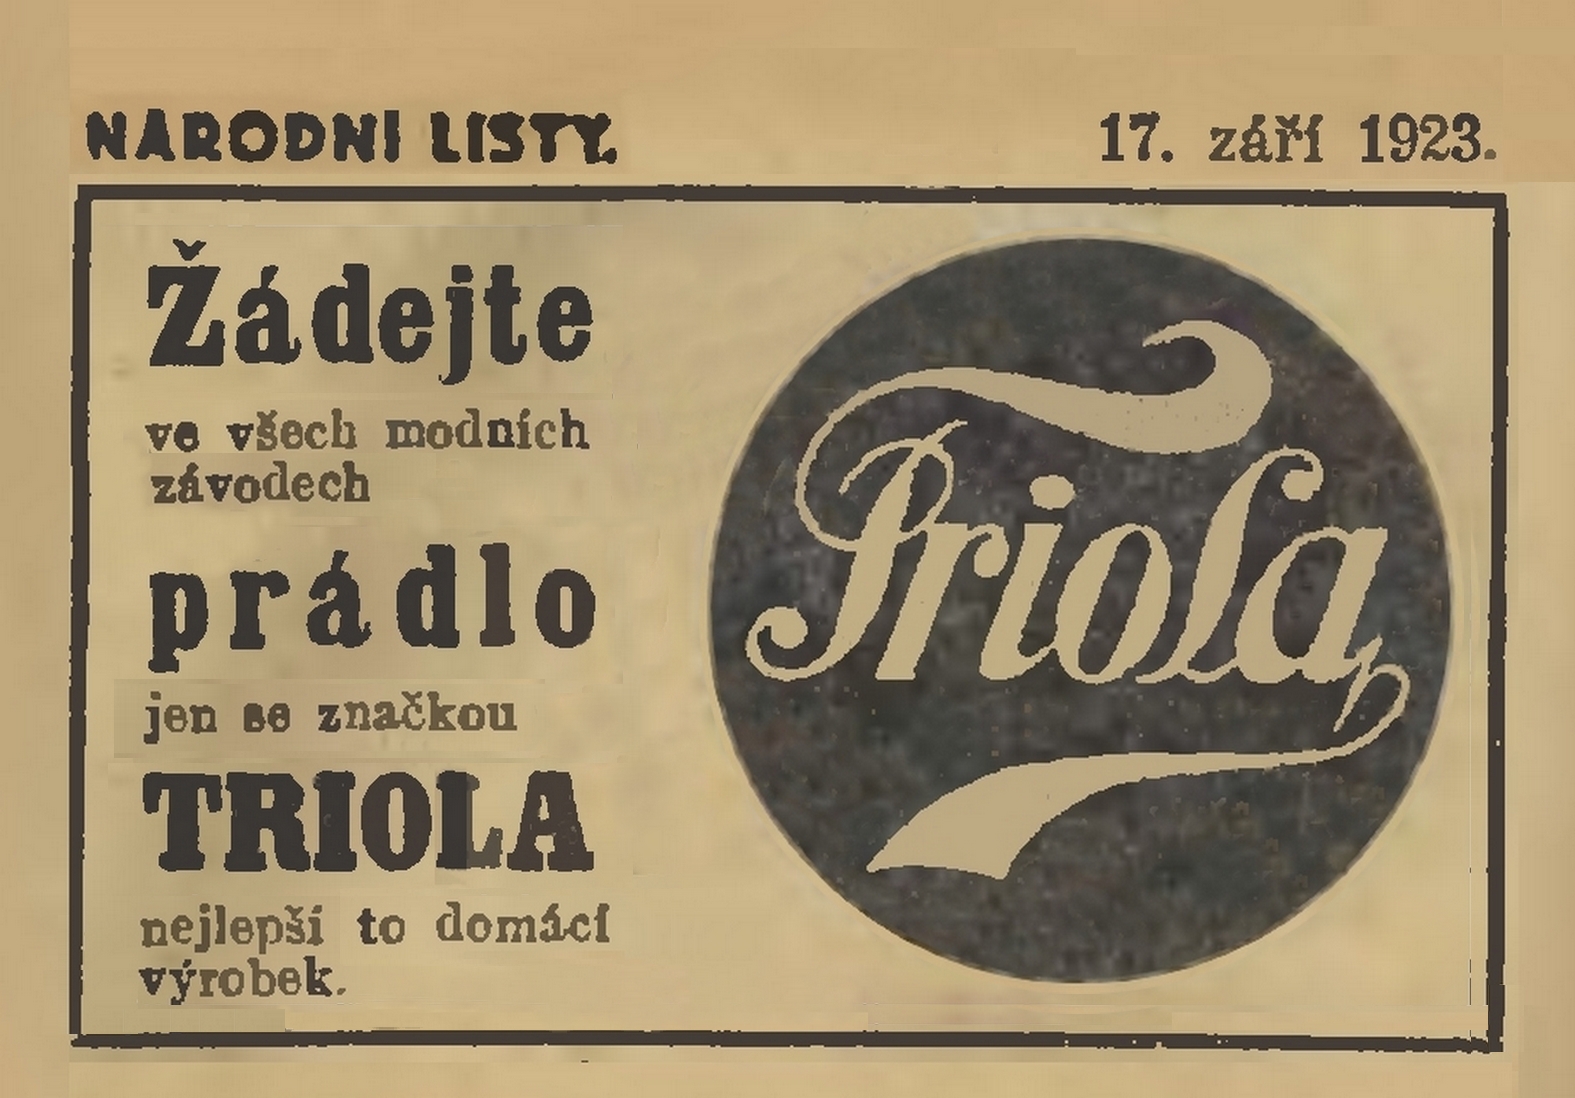 NÁRODNÍ LISTY. 17. září 1923.
Žádejte
ve všech modních
závodech
prádlo
jen se značkou
TRIOLA
nejlepší to domácí
výrobek.
Triola